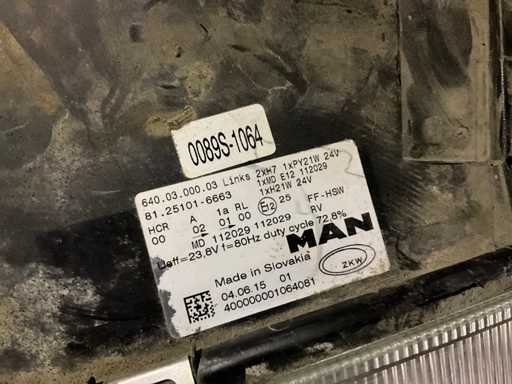 0089S-1064
640.03.000.03 Links 2xH7 1xPY21W 24V
81.25101-6663 1xMD E12 112029
1xH21W 24V
HCR A 1a RL E12 25 FF-HSW
00 02 01 00 RV
MD 112029 112029
Ueff=23,8V f=80Hz duty cycle 72,8%
MAN
Made in Slovakia
04.06.15 01
400000001064081
ZKW